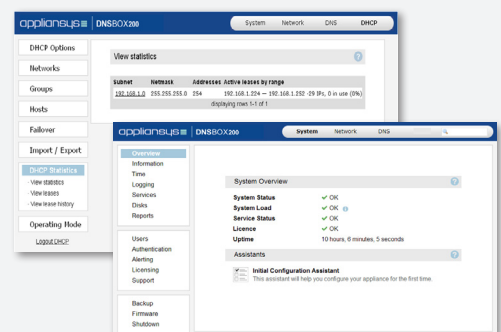 appliansys DNSBOX200
System Network DNS DHCP
DHCP Options
Networks
Groups
Hosts
Failover
Import / Export
DHCP Statistics
View statistics
View leases
View lease history
Operating Mode
Logout DHCP
View statistics
Subnet Netmask Addresses Active leases by range
192.168.1.0 255.255.255.0 254 192.168.1.224 — 192.168.1.252 -29 IPs, 0 in use (0%)
displaying rows 1-1 of 1
appliansys DNSBOX200
System Network DNS
Overview
Information
Time
Logging
Services
Disks
Reports
Users
Authentication
Alerting
Licensing
Support
Backup
Firmware
Shutdown
System Overview
System Status OK
System Load OK
Service Status OK
Licence OK
Uptime 10 hours, 6 minutes, 5 seconds
Assistants
Initial Configuration Assistant
This assistant will help you configure your appliance for the first time.